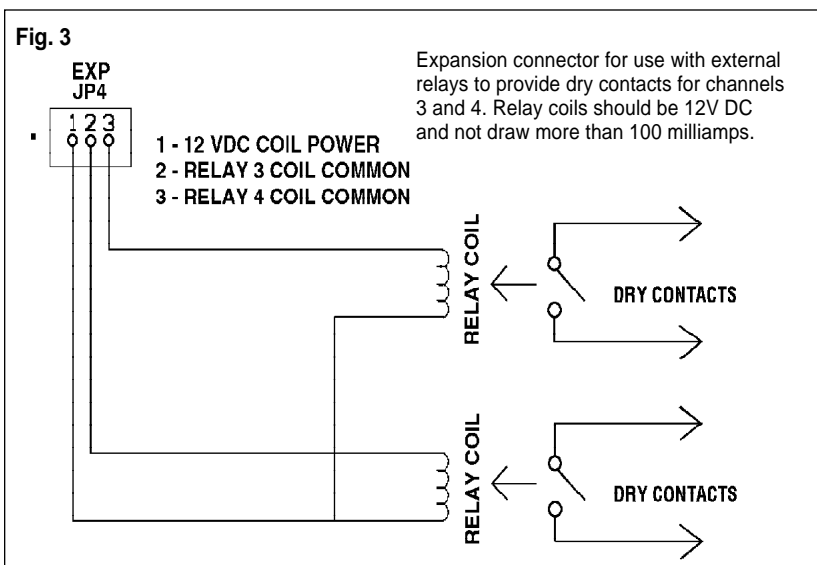 Fig. 3
EXP
JP4
1 2 3
Expansion connector for use with external
relays to provide dry contacts for channels
3 and 4. Relay coils should be 12V DC
and not draw more than 100 milliamps.
1 - 12 VDC COIL POWER
2 - RELAY 3 COIL COMMON
3 - RELAY 4 COIL COMMON
RELAY COIL
DRY CONTACTS
RELAY COIL
DRY CONTACTS